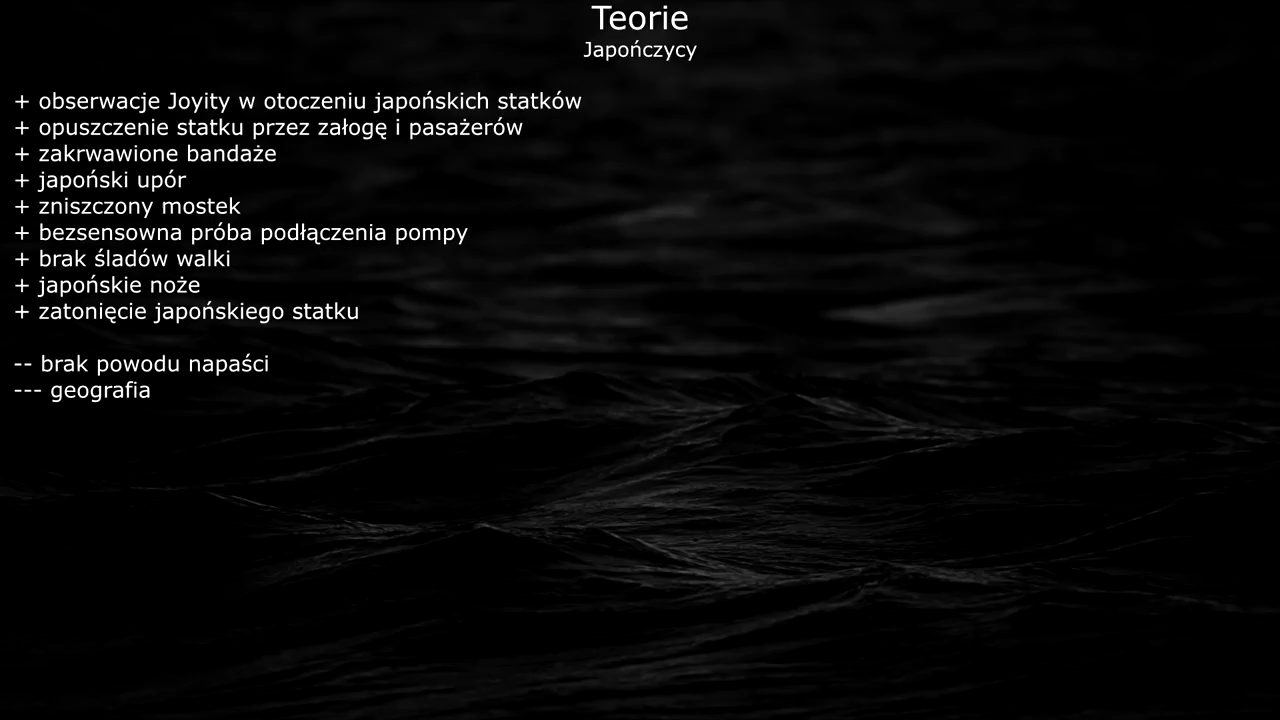 Teorie
Japończycy
+ obserwacje Joyity w otoczeniu japońskich statków
+ opuszczenie statku przez załogę i pasażerów
+ zakrwawione bandaże
+ japoński upór
+ zniszczony mostek
+ bezsensowna próba podłączenia pompy
+ brak śladów walki
+ japońskie noże
+ zatonięcie japońskiego statku
-- brak powodu napaści
--- geografia